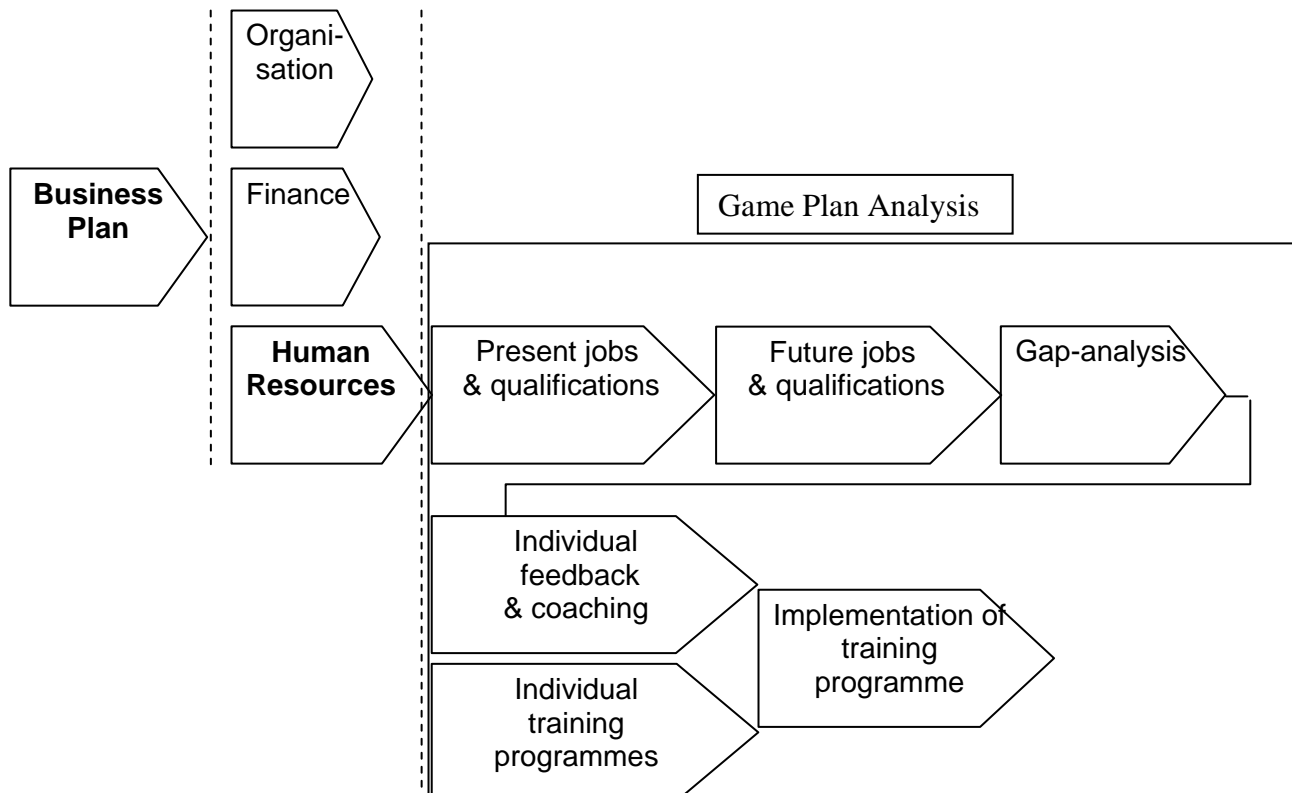 Organi-
sation
Business
Plan
Finance
Game Plan Analysis
Human
Resources
Present jobs
& qualifications
Future jobs
& qualifications
Gap-analysis
Individual
feedback
& coaching
Implementation of
training
programme
Individual
training
programmes